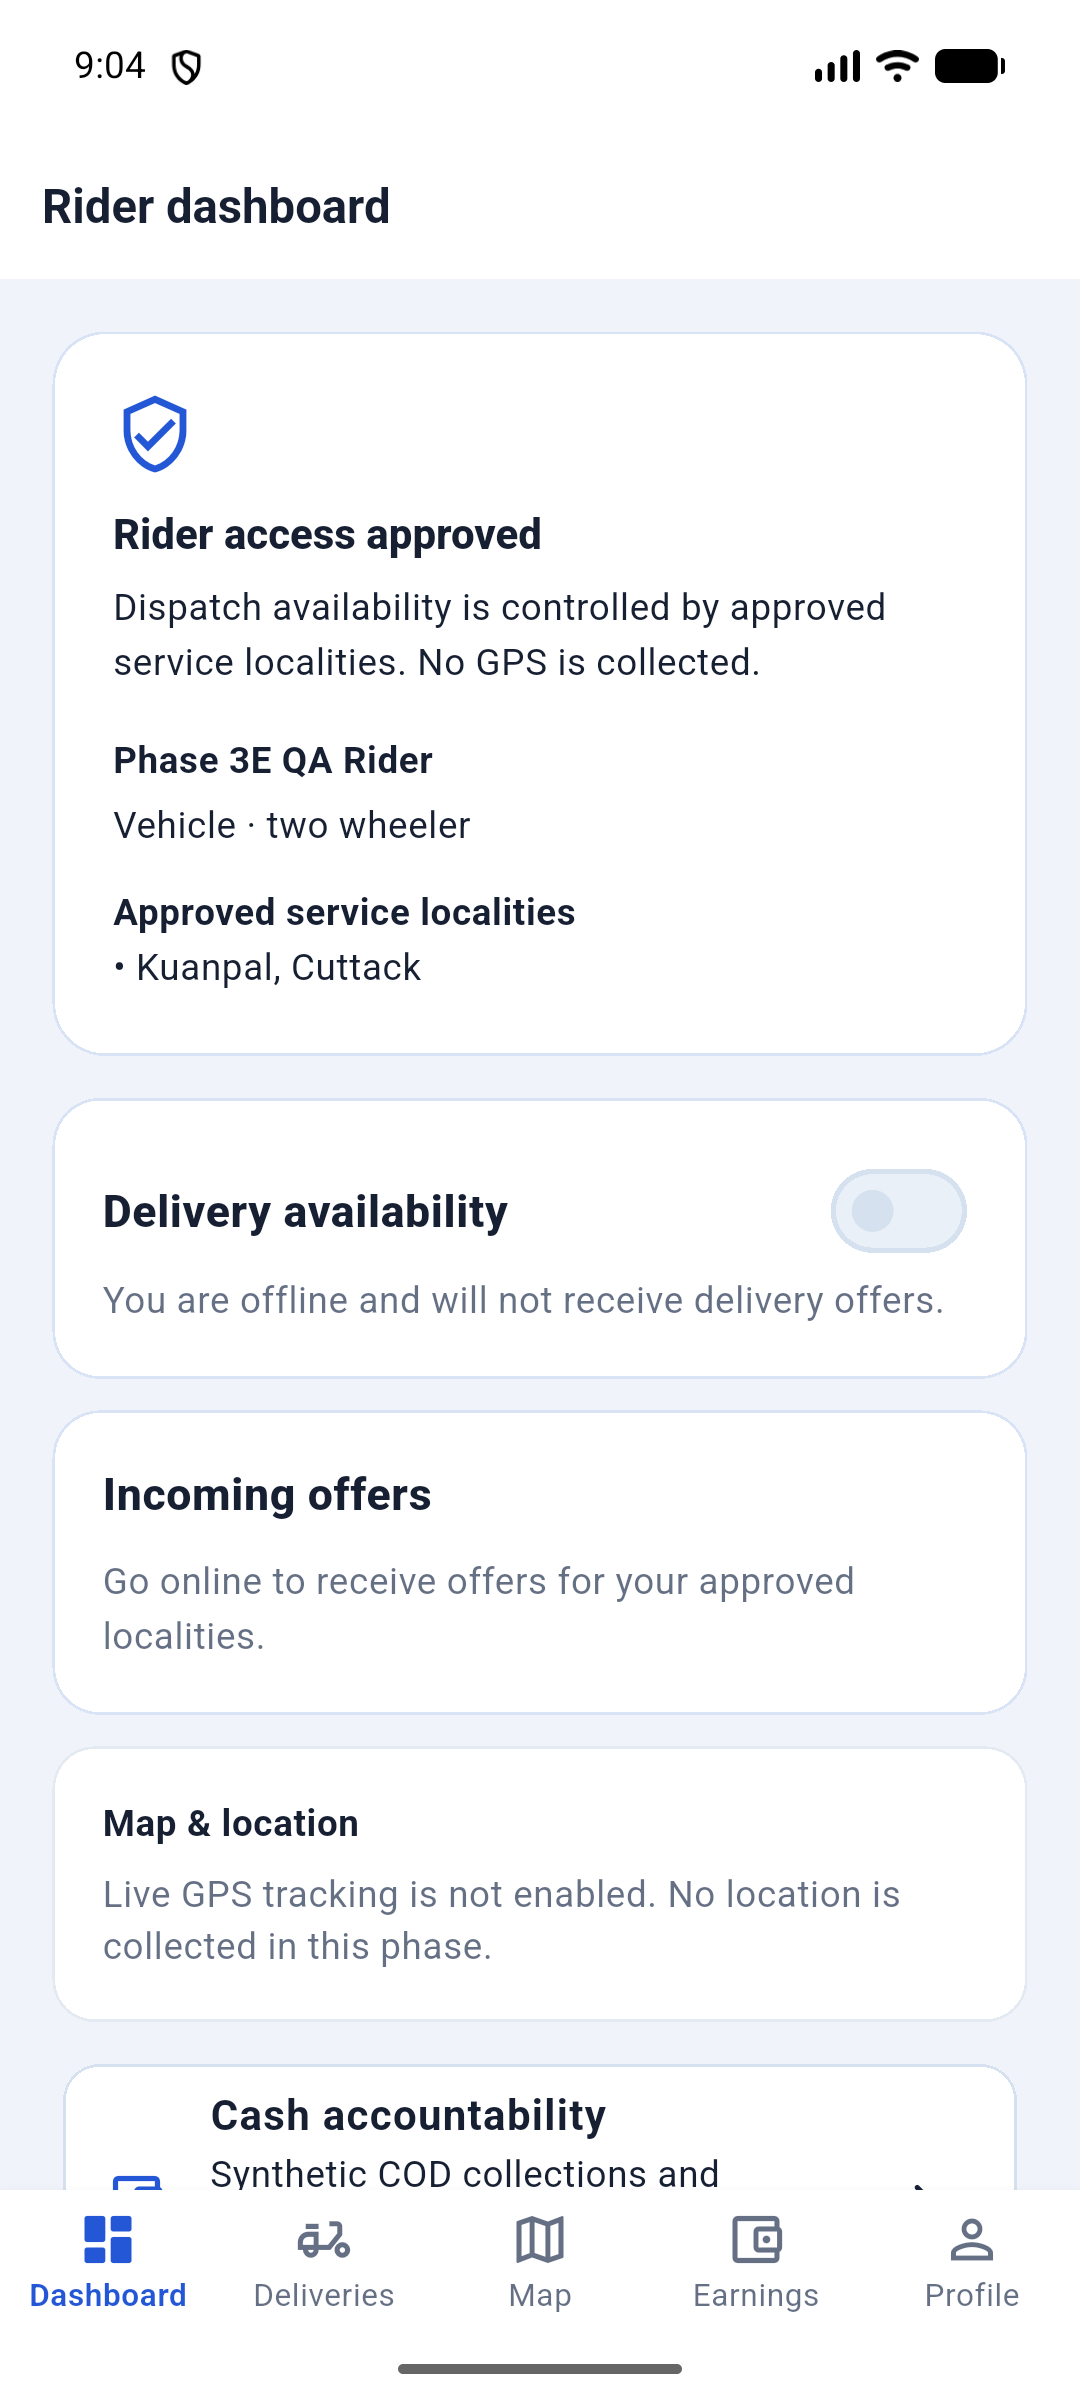 9:04
Rider dashboard
Rider access approved
Dispatch availability is controlled by approved
service localities. No GPS is collected.
Phase 3E QA Rider
Vehicle · two wheeler
Approved service localities
• Kuanpal, Cuttack
Delivery availability
You are offline and will not receive delivery offers.
Incoming offers
Go online to receive offers for your approved
localities.
Map & location
Live GPS tracking is not enabled. No location is
collected in this phase.
Cash accountability
Synthetic COD collections and
Dashboard
Deliveries
Map
Earnings
Profile